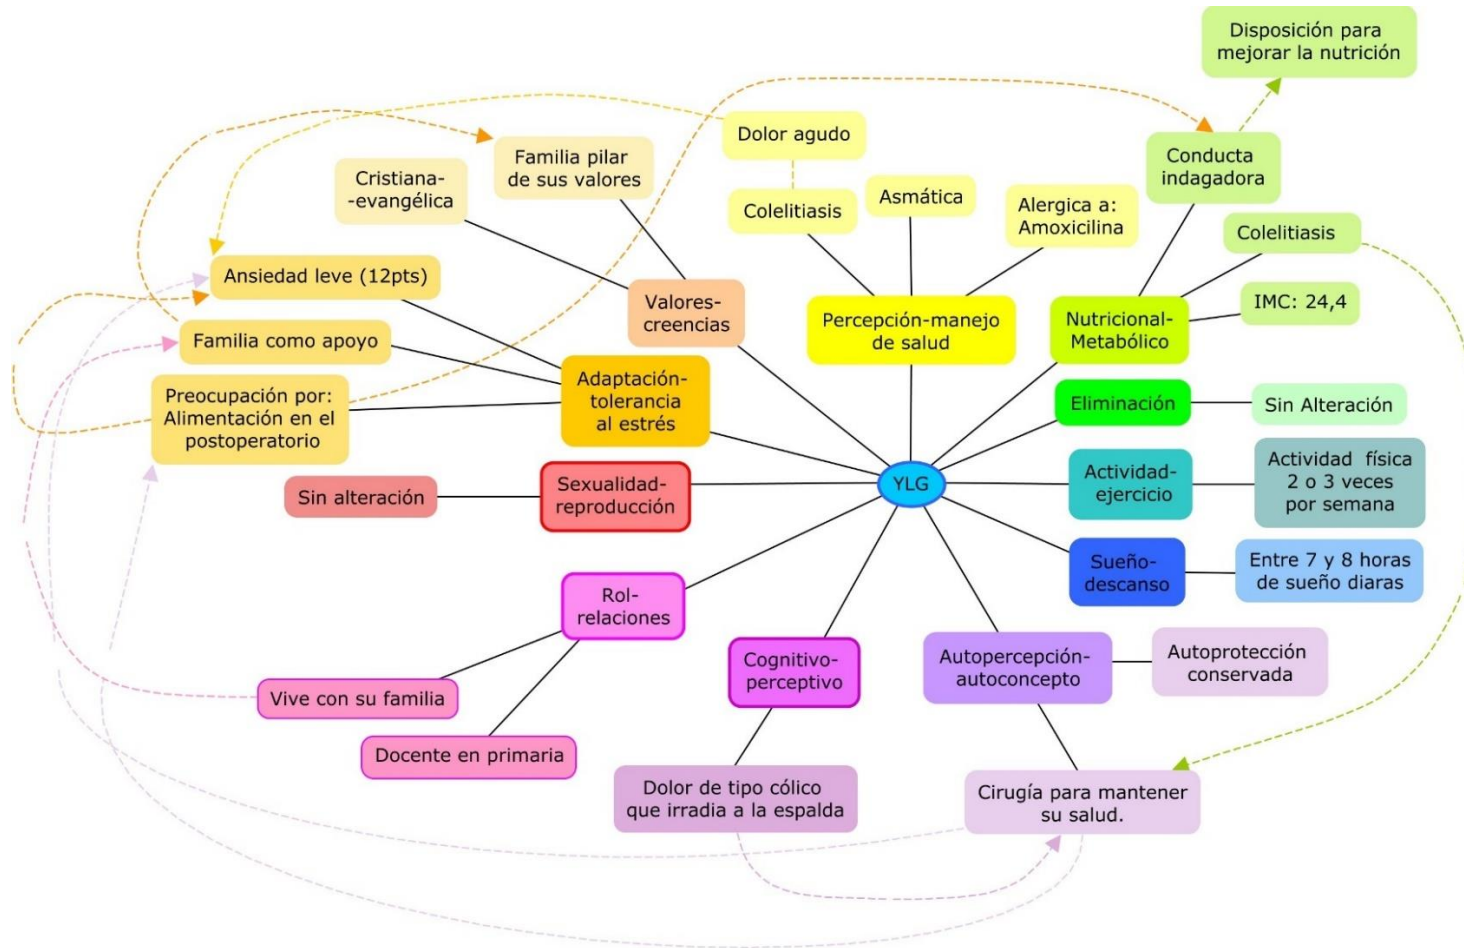 Disposición para
mejorar la nutrición
Dolor agudo
Familia pilar
de sus valores
Conducta
indagadora
Cristiana-
-evangélica
Colelitiasis
Asmática
Alergica a:
Amoxicilina
Colelitiasis
Ansiedad leve (12pts)
Valores-
creencias
Percepción-manejo
de salud
Nutricional-
Metabólico
IMC: 24,4
Familia como apoyo
Preocupación por:
Alimentación en el
postoperatorio
Adaptación-
tolerancia
al estrés
Eliminación
Sin Alteración
Sin alteración
Sexualidad-
reproducción
YLG
Actividad-
ejercicio
Actividad física
2 o 3 veces
por semana
Sueño-
descanso
Entre 7 y 8 horas
de sueño diaras
Rol-
relaciones
Cognitivo-
perceptivo
Autopercepción-
autoconcepto
Autoprotección
conservada
Vive con su familia
Docente en primaria
Dolor de tipo cólico
que irradia a la espalda
Cirugía para mantener
su salud.